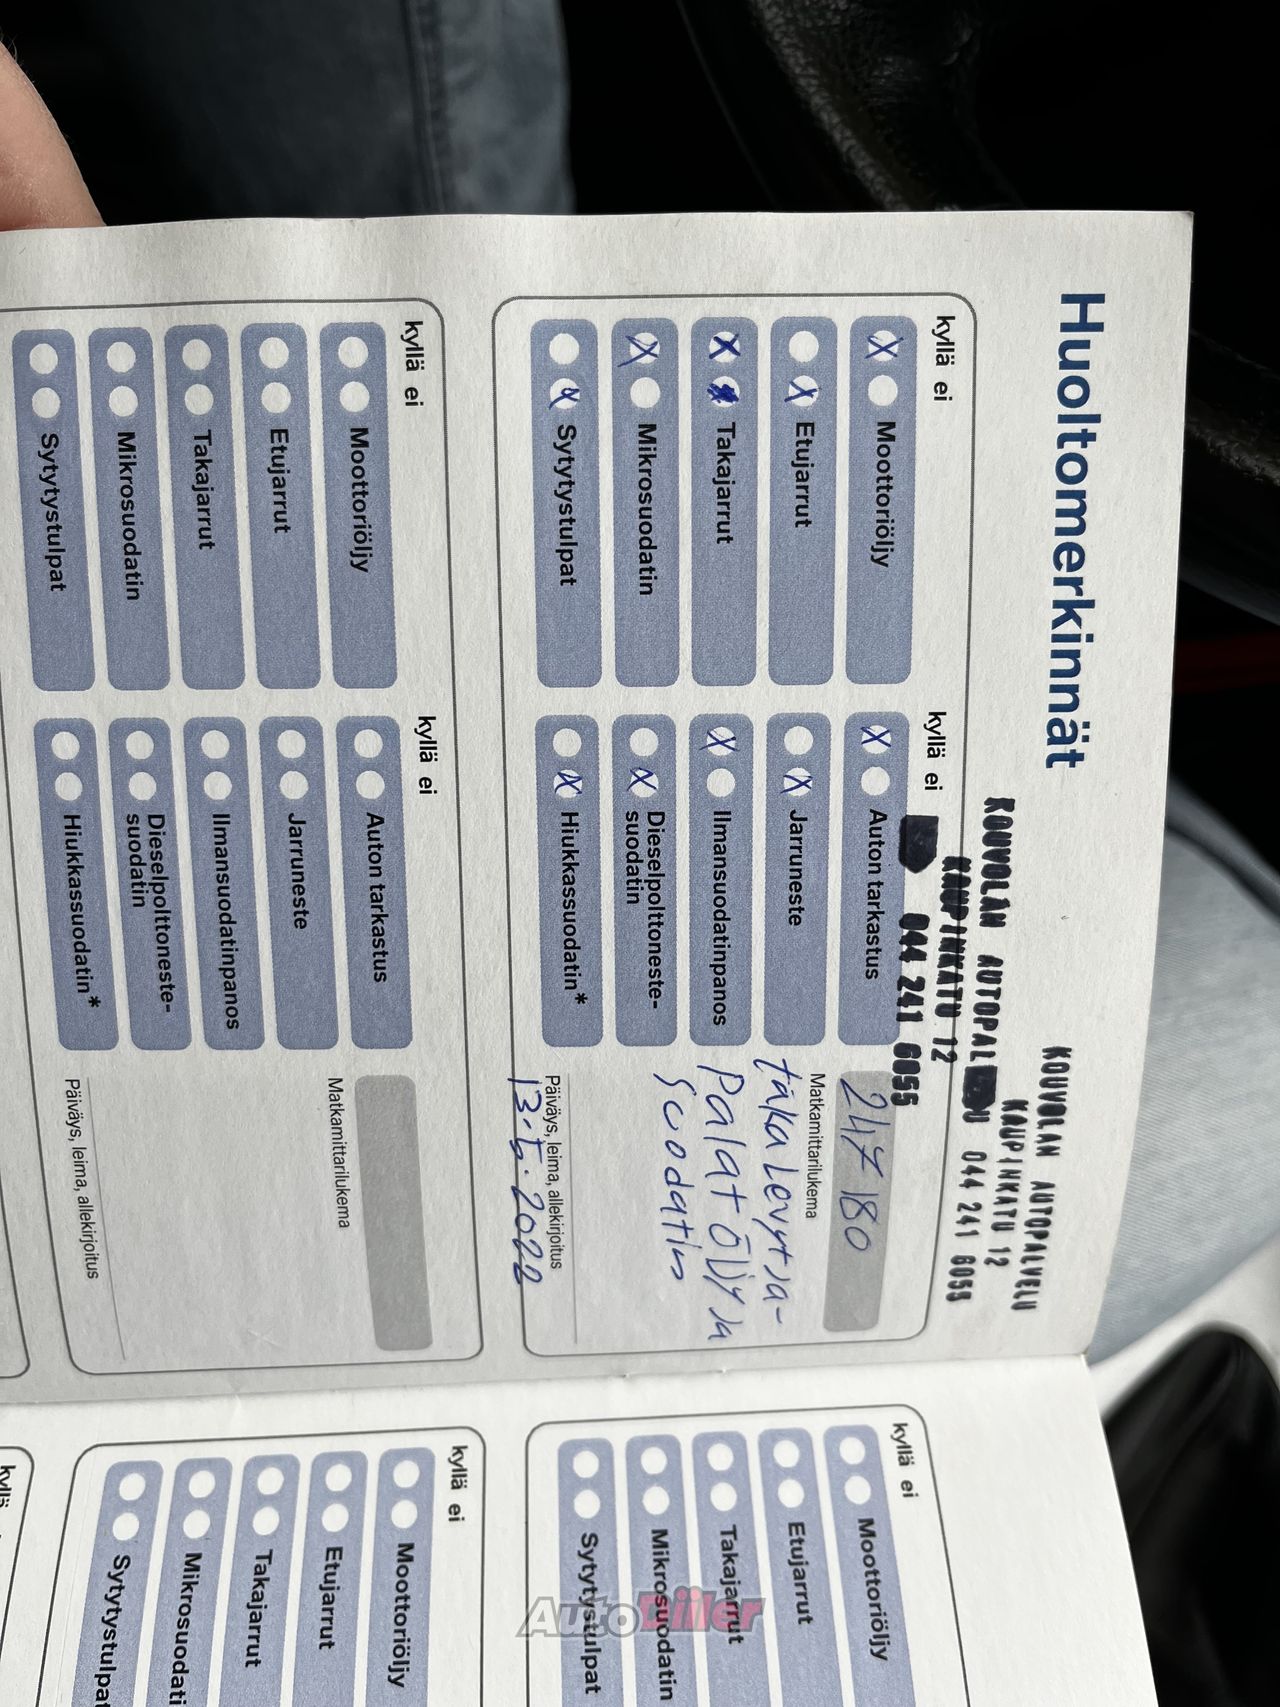 Huoltomerkinnät
KOUVOLAN AUTOPALVELU
KAUPINKATU 12
044 241 6055
KOUVOLAN AUTOPAL
KAUPINKATU 12
044 241 6055
kyllä ei
Moottoriöljy
Etujarrut
Takajarrut
Mikrosuodatin
Sytytystulpat
kyllä ei
Auton tarkastus
Jarruneste
Ilmansuodatinpanos
Dieselpolttoneste-
suodatin
Hiukkassuodatin*
247 180
Matkamittarilukema
takaLevyt ja-
Palat ÖLJY ja
Suodatin
Päiväys, leima, allekirjoitus
13.5.2022
kyllä ei
Moottoriöljy
Etujarrut
Takajarrut
Mikrosuodatin
Sytytystulpat
kyllä ei
Auton tarkastus
Jarruneste
Ilmansuodatinpanos
Dieselpolttoneste-
suodatin
Hiukkassuodatin*
Matkamittarilukema
Päiväys, leima, allekirjoitus
kyllä ei
Moottoriöljy
Etujarrut
Takajarrut
Mikrosuodatin
Sytytystulpat
kyllä ei
Moottoriöljy
Etujarrut
Takajarrut
Mikrosuodati
Sytytystulpat
kyllä
AutoDiiler